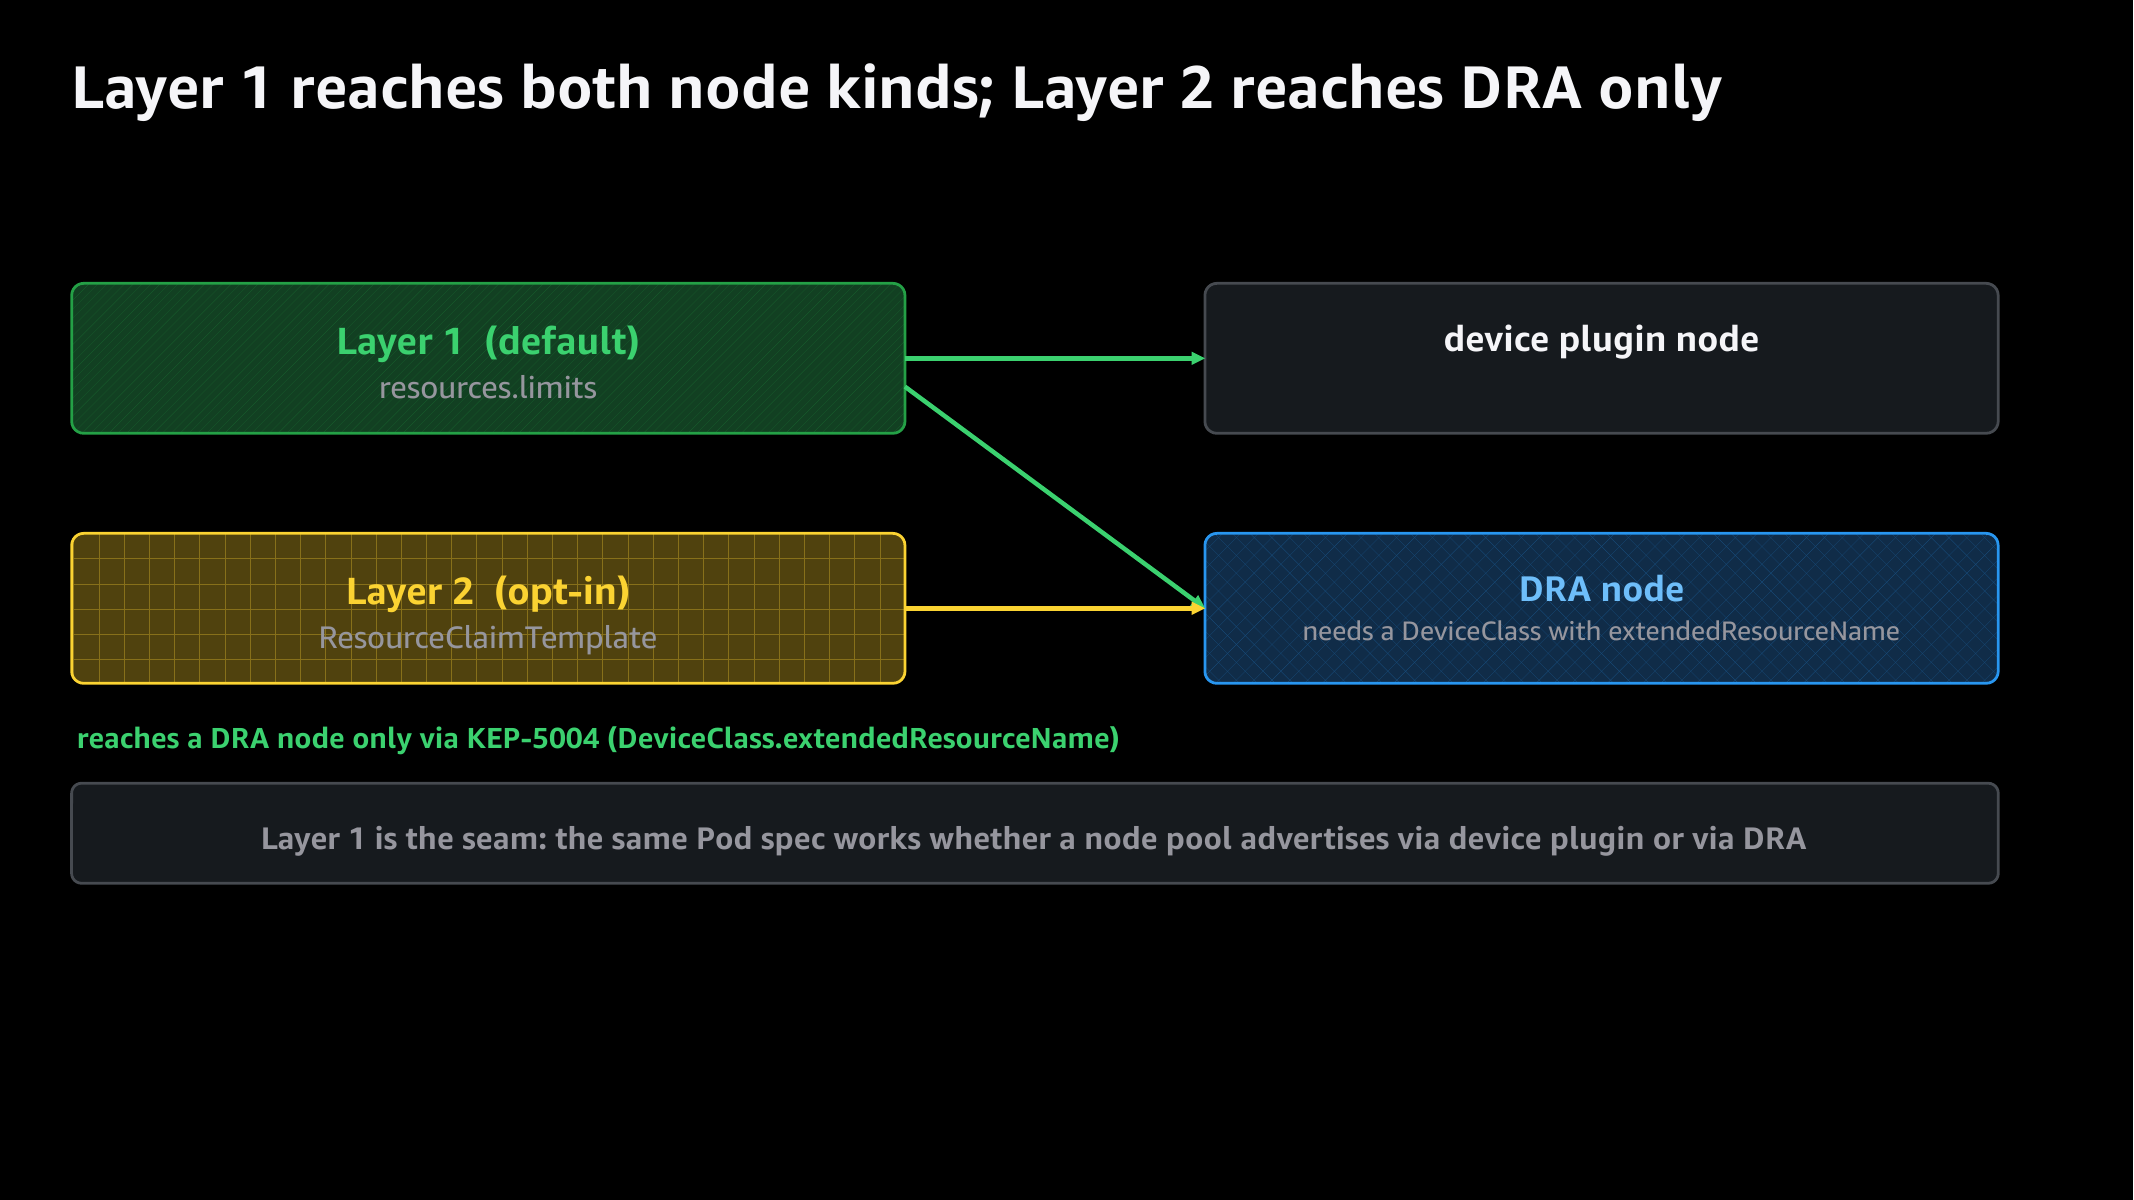 Layer 1 reaches both node kinds; Layer 2 reaches DRA only
Layer 1 (default)
resources.limits
device plugin node
Layer 2 (opt-in)
ResourceClaimTemplate
DRA node
needs a DeviceClass with extendedResourceName
reaches a DRA node only via KEP-5004 (DeviceClass.extendedResourceName)
Layer 1 is the seam: the same Pod spec works whether a node pool advertises via device plugin or via DRA